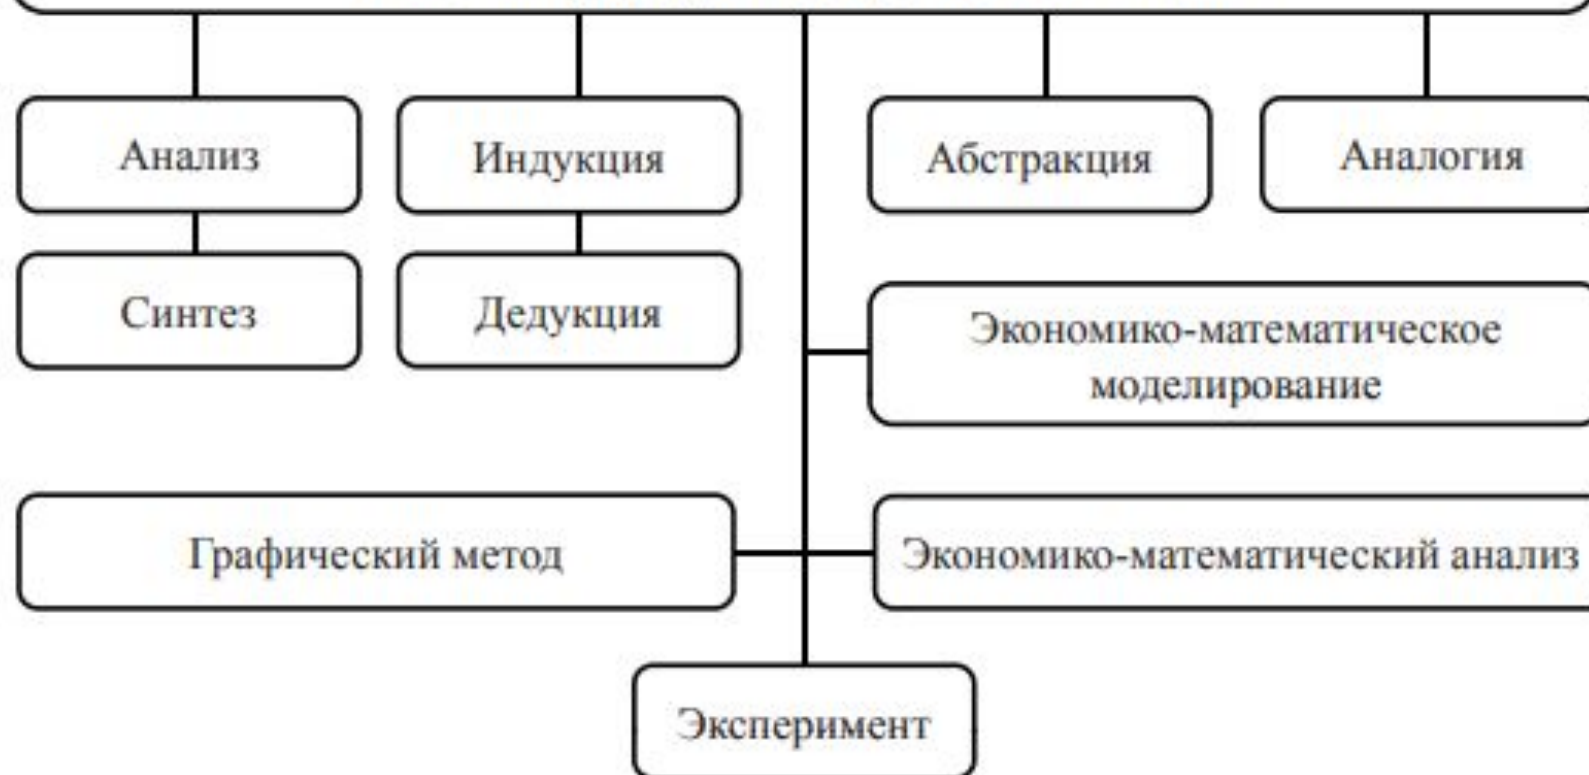 Анализ
Индукция
Абстракция
Аналогия
Синтез
Дедукция
Экономико-математическое
моделирование
Графический метод
Экономико-математический анализ
Эксперимент